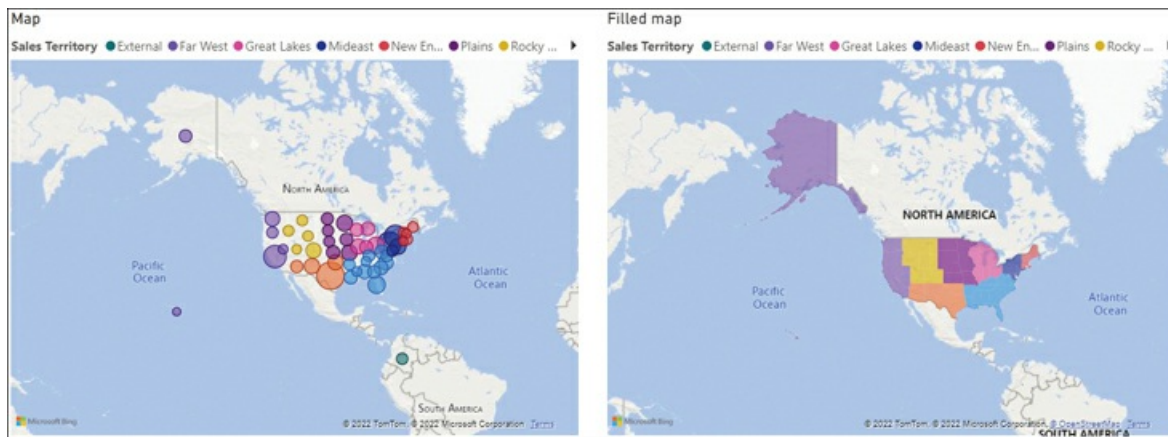 Map
Sales Territory External Far West Great Lakes Mideast New En... Plains Rocky ...
NORTH AMERICA
Pacific
Ocean
Atlantic
Ocean
SOUTH AMERICA
Microsoft Bing
© 2022 TomTom, © 2022 Microsoft Corporation Terms
Filled map
Sales Territory External Far West Great Lakes Mideast New En... Plains Rocky ...
NORTH AMERICA
Pacific
Ocean
Atlantic
Ocean
Microsoft Bing
© 2022 TomTom, © 2022 Microsoft Corporation, © OpenStreetMap Terms
SOUTH AMERICA